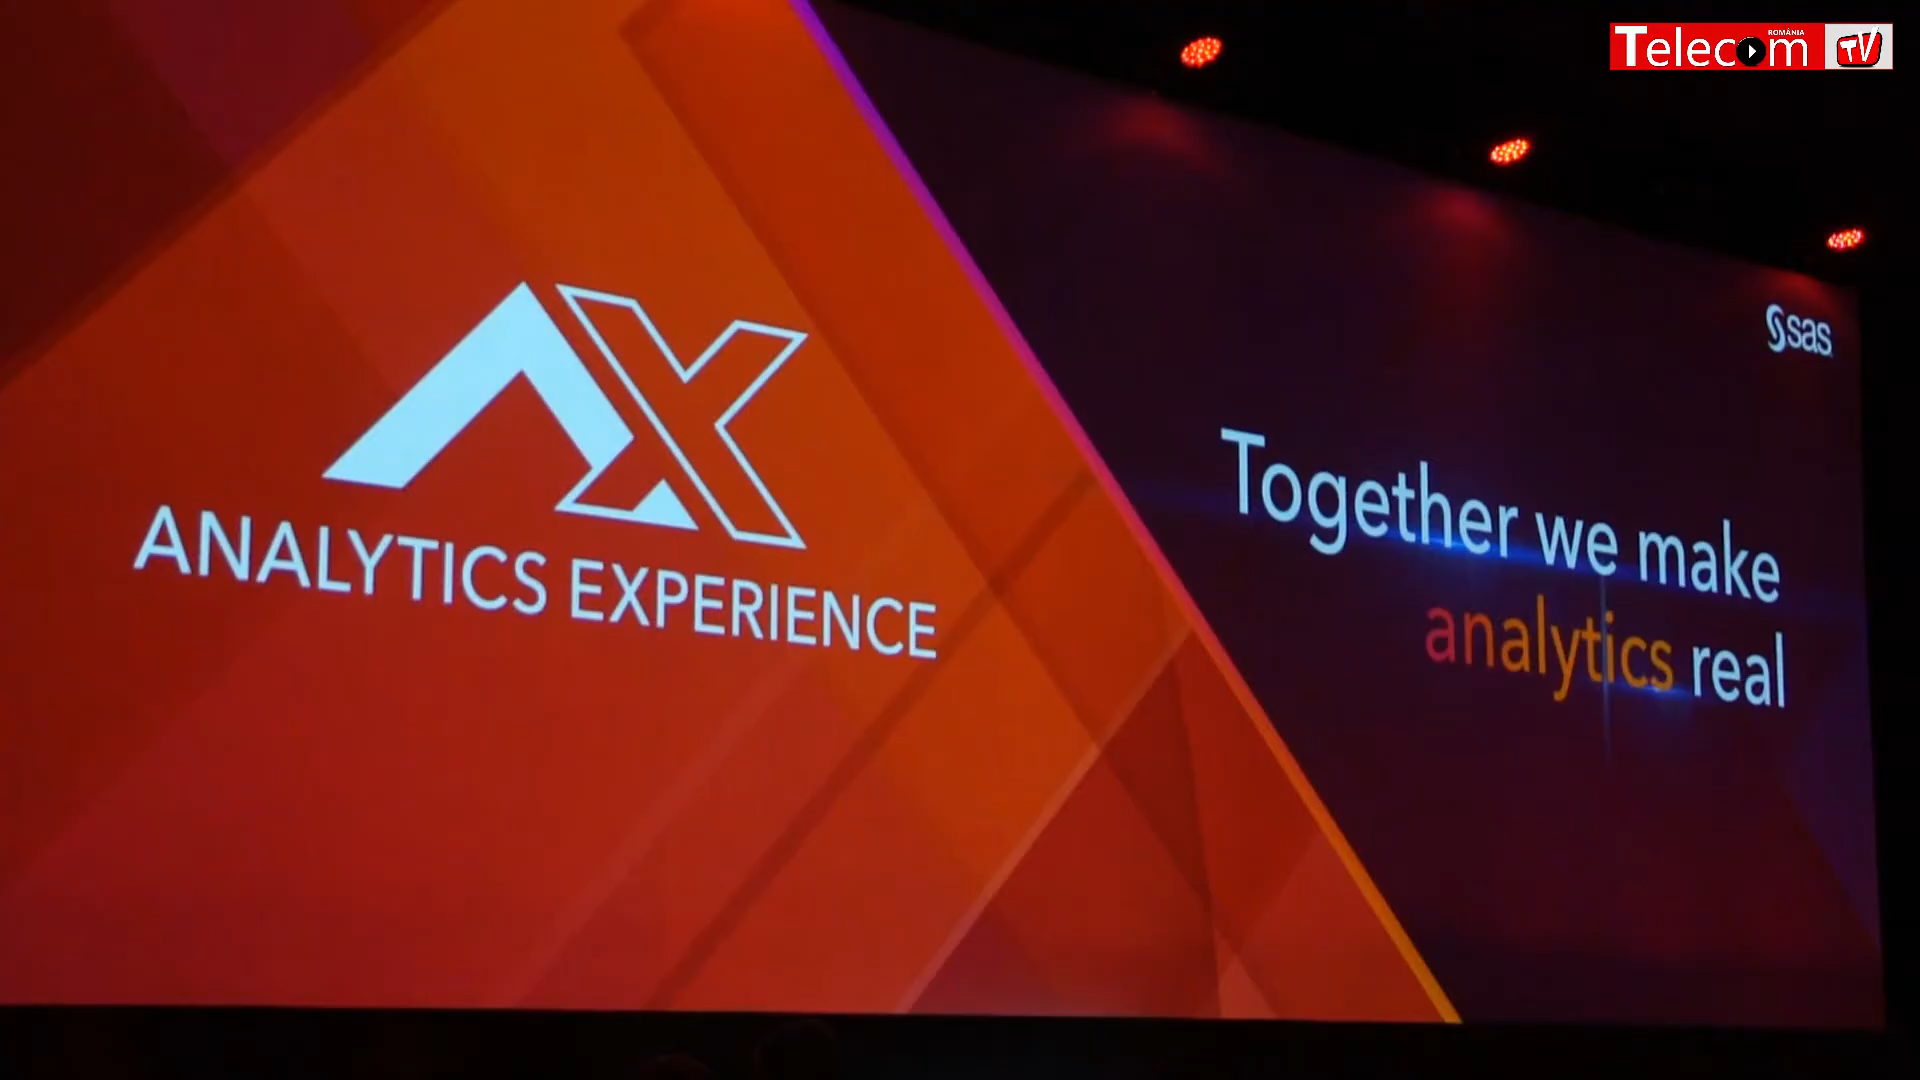 Telecom
ROMÂNIA
TV
sas
AX
ANALYTICS EXPERIENCE
Together we make
analytics real